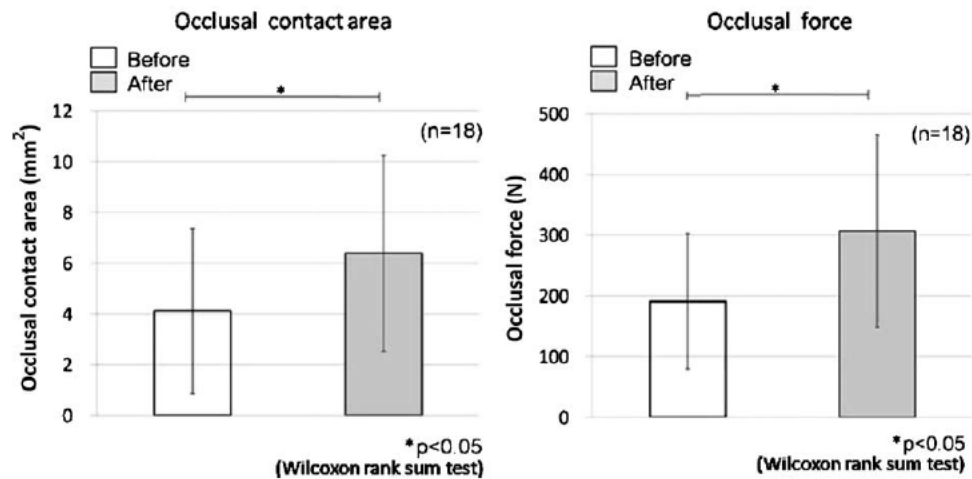 Occlusal contact area
Before
After
*
12
10
8
6
4
2
0
Occlusal contact area (mm²)
(n=18)
*p<0.05
(Wilcoxon rank sum test)
Occlusal force
Before
After
*
500
400
300
200
100
0
Occlusal force (N)
(n=18)
*p<0.05
(Wilcoxon rank sum test)